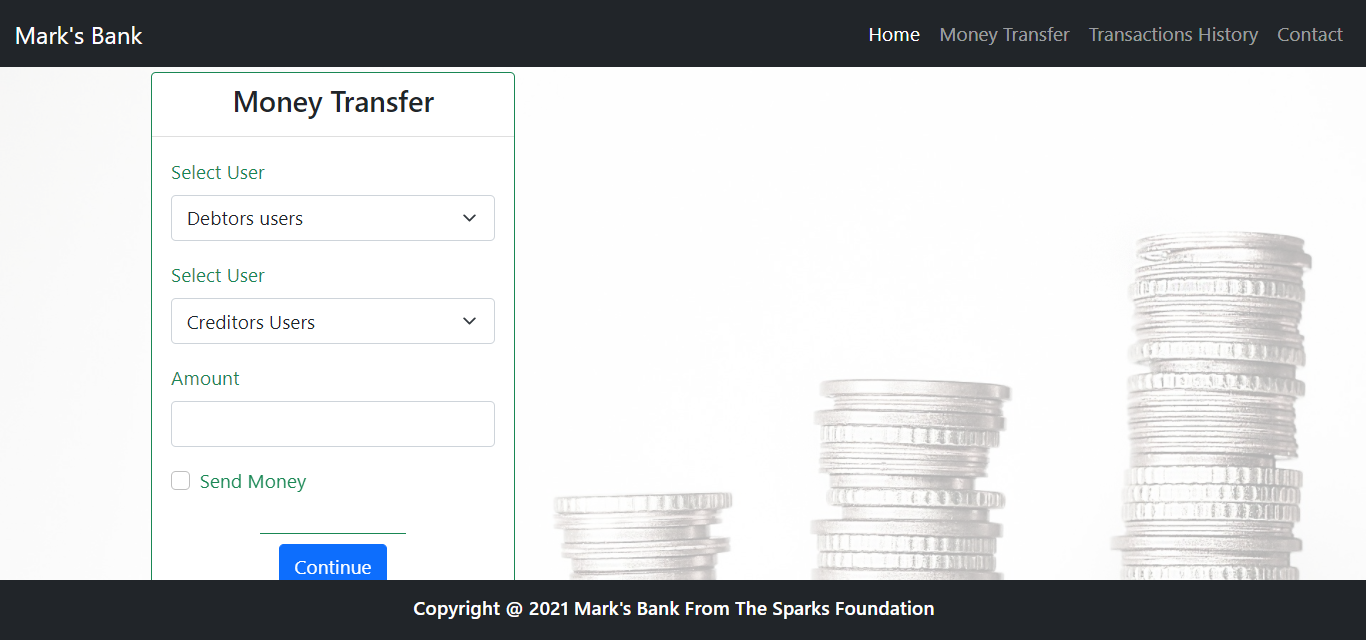 Mark's Bank
Home Money Transfer Transactions History Contact
Money Transfer
Select User
Debtors users
Select User
Creditors Users
Amount
Send Money
Continue
Copyright @ 2021 Mark's Bank From The Sparks Foundation